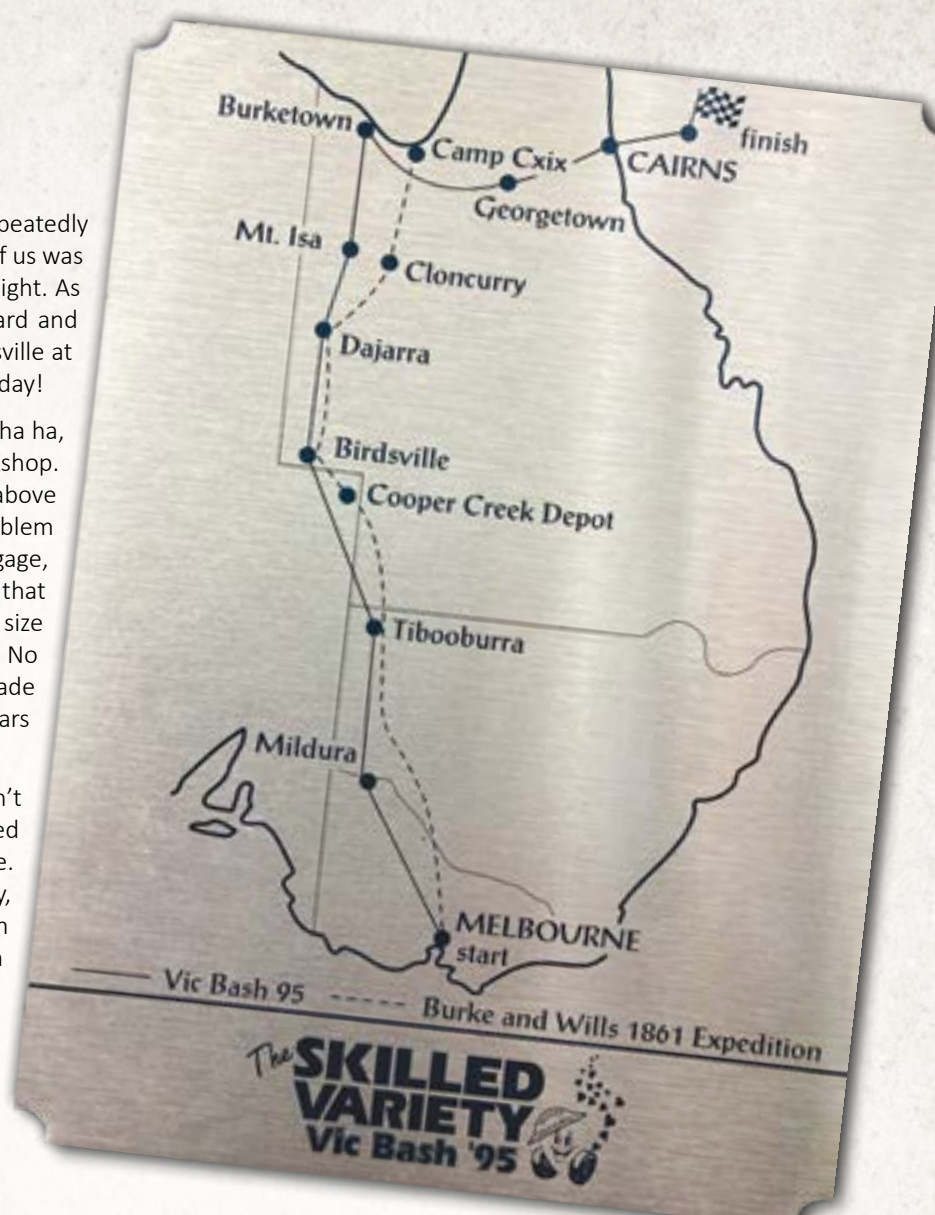 peatedly
f us was
ight. As
ard and
sville at
day!
ha ha,
shop.
above
blem
gage,
that
size
No
ade
ars
n't
ed
e.
y,
n
n
Burketown
Camp Cxix
finish
CAIRNS
Georgetown
Mt. Isa
Cloncurry
Dajarra
Birdsville
Cooper Creek Depot
Tibooburra
Mildura
MELBOURNE
start
Vic Bash 95
Burke and Wills 1861 Expedition
The SKILLED
VARIETY
Vic Bash '95